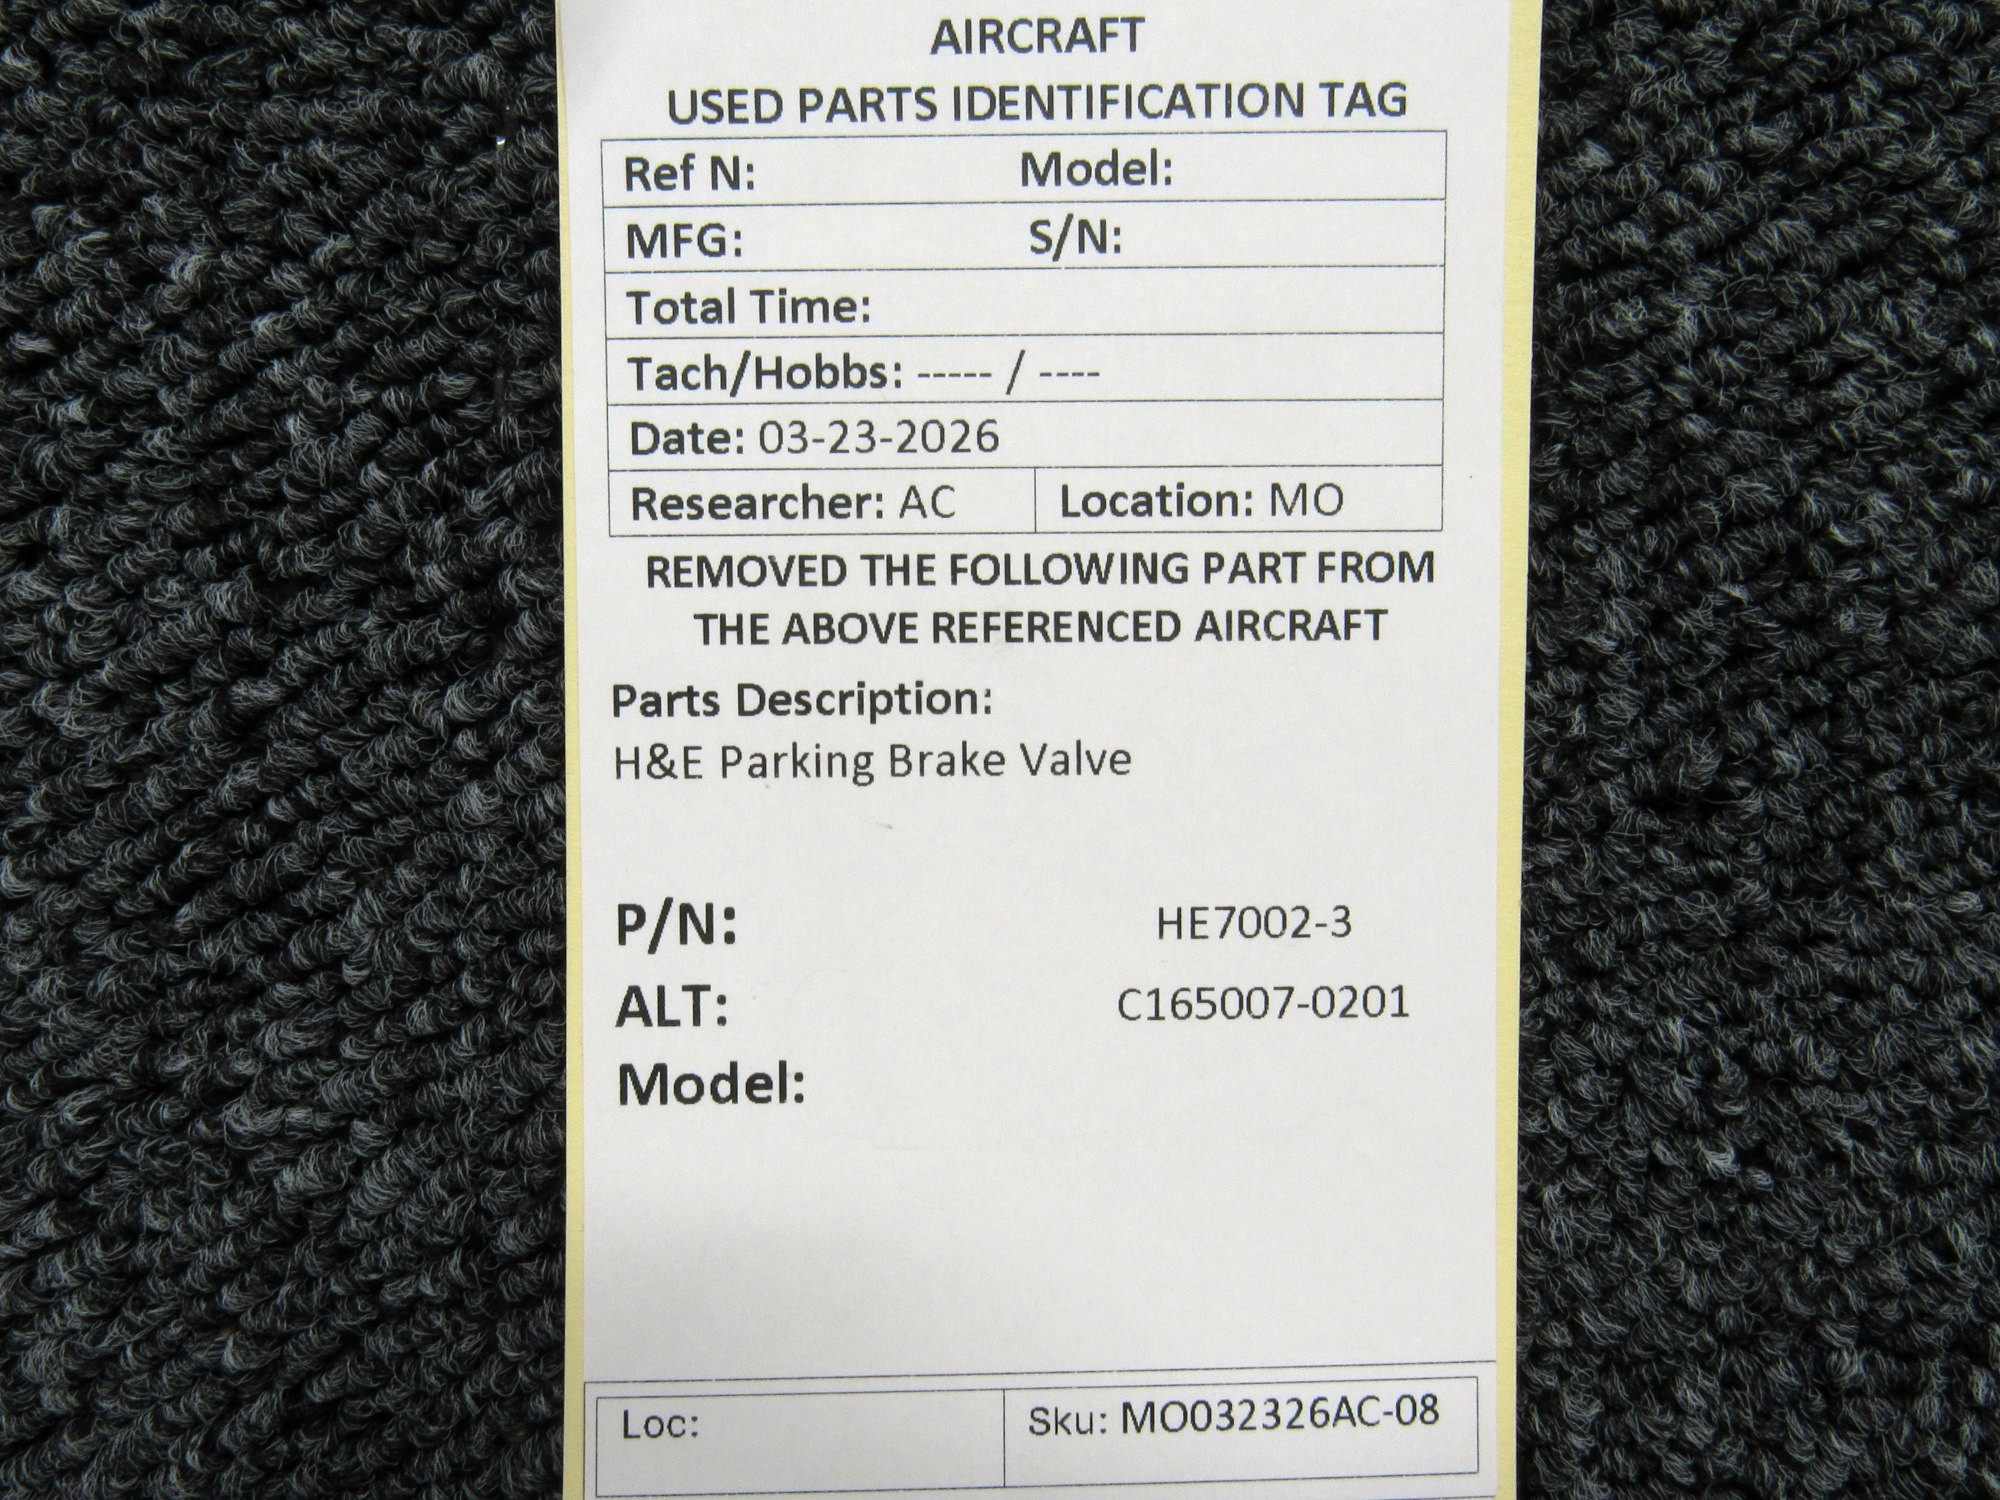 AIRCRAFT
USED PARTS IDENTIFICATION TAG
Ref N: Model:
MFG: S/N:
Total Time:
Tach/Hobbs: ----- / ----
Date: 03-23-2026
Researcher: AC Location: MO
REMOVED THE FOLLOWING PART FROM
THE ABOVE REFERENCED AIRCRAFT
Parts Description:
H&E Parking Brake Valve
P/N: HE7002-3
ALT: C165007-0201
Model:
Loc: Sku: MO032326AC-08